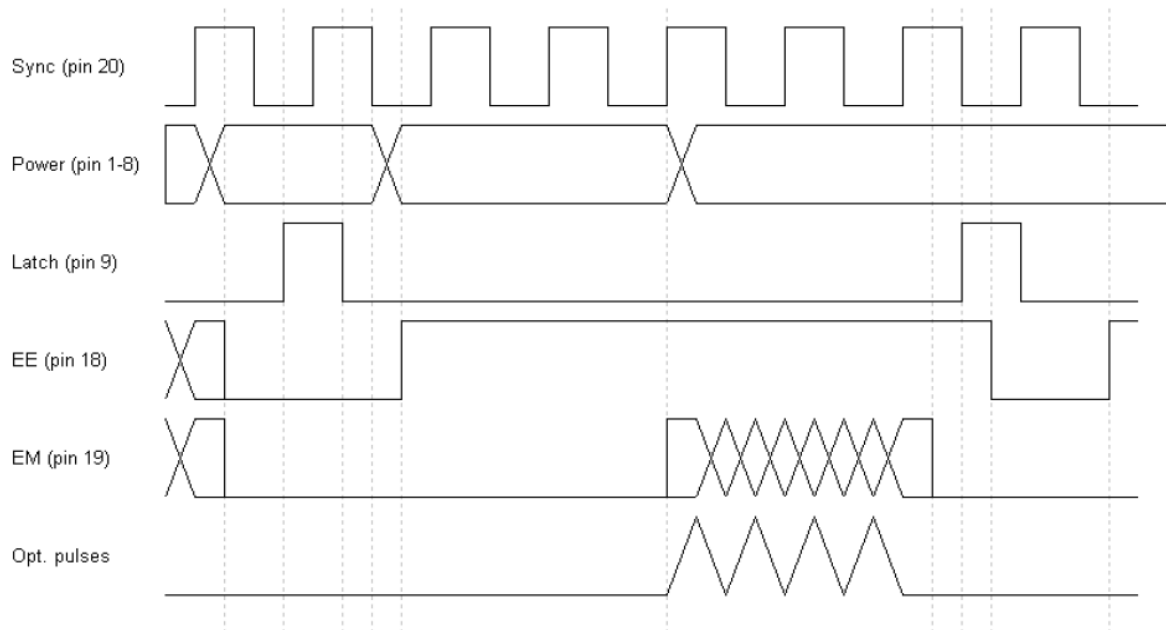 Sync (pin 20)
Power (pin 1-8)
Latch (pin 9)
EE (pin 18)
EM (pin 19)
Opt. pulses